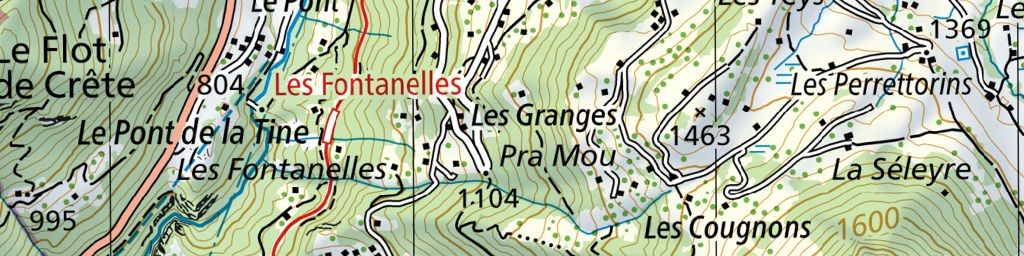 Le Pont
Les Teys
Le
1369
Le Flot
de Crête
804
Les Fontanelles
Les Perrettorins
Les Granges
Le Pont de la Tine
1463
Pra Mou
Les Fontanelles
La Séleyre
995
1104
Les Cougnons
1600